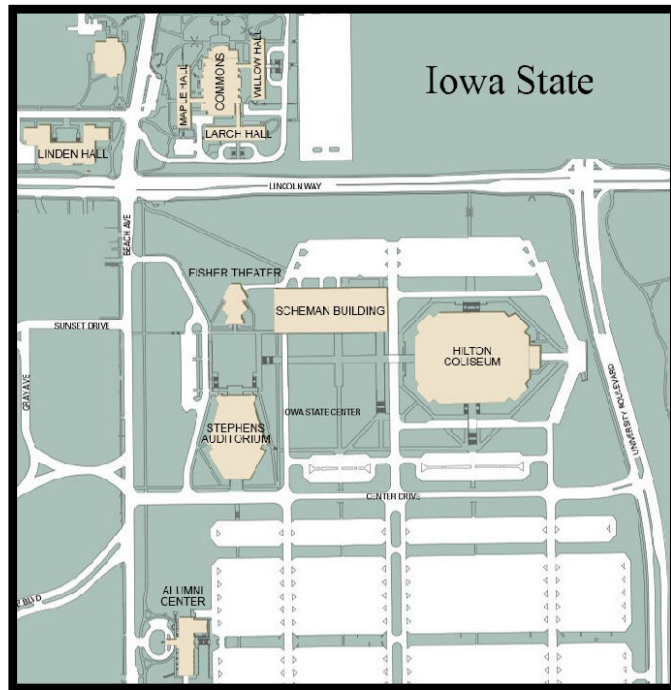 Iowa State
MAPLE HALL
COMMONS
WILLOW HALL
LARCH HALL
LINDEN HALL
LINCOLN WAY
BEACH AVE
FISHER THEATER
SCHEMAN BUILDING
SUNSET DRIVE
HILTON
COLISEUM
GRAY AVE
UNIVERSITY BOULEVARD
IOWA STATE CENTER
STEPHENS
AUDITORIUM
CENTER DRIVE
ALUMNI
CENTER
BLVD